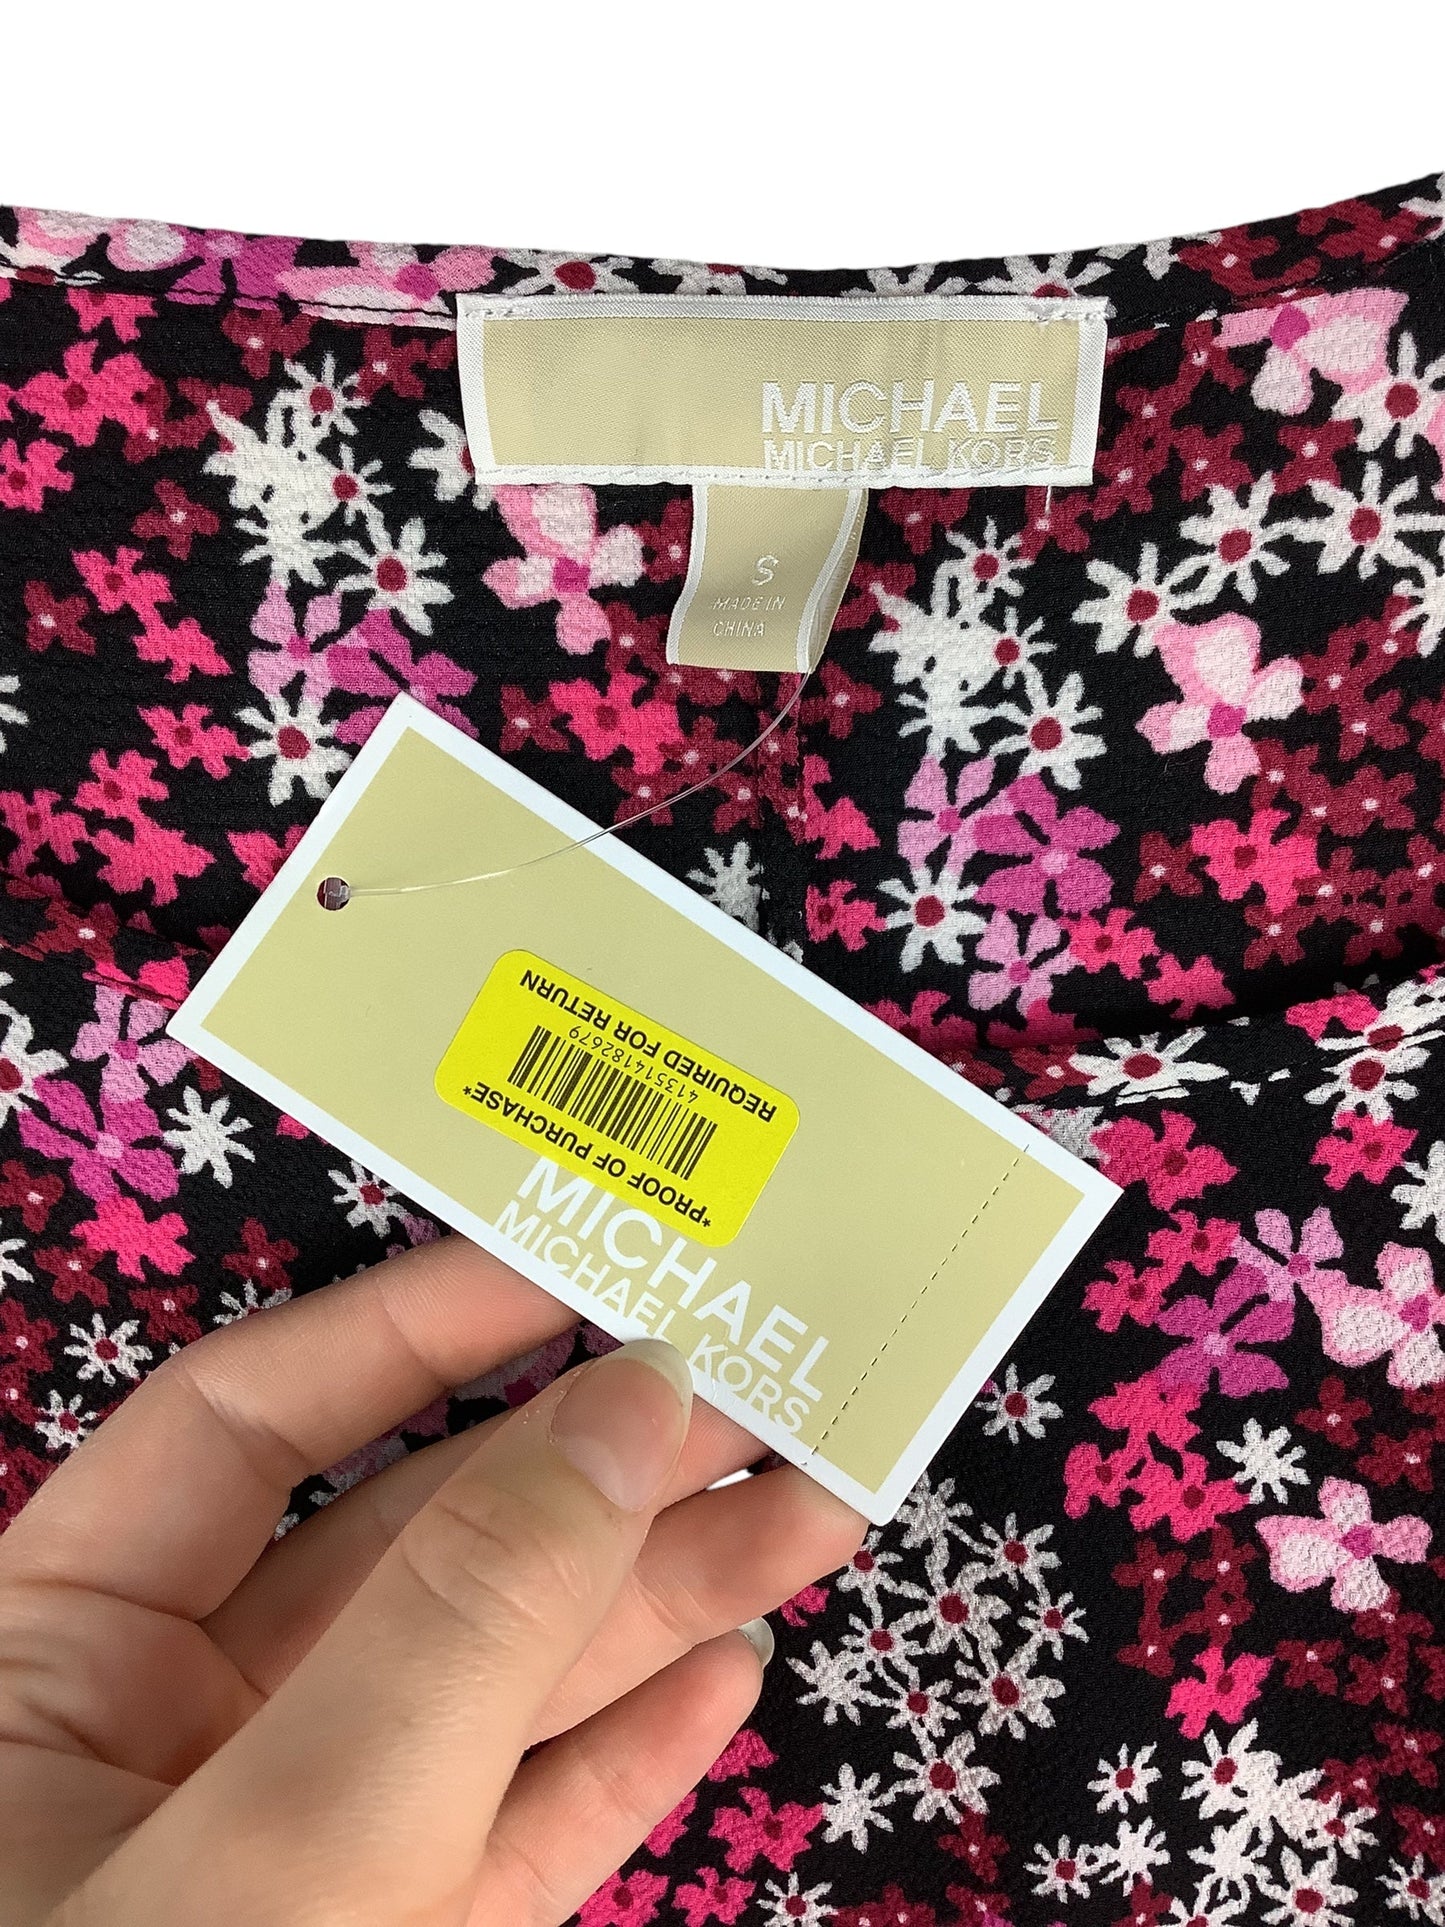 MICHAEL
MICHAEL KORS
S
MADE IN
CHINA
*PROOF OF PURCHASE*
413514182679
REQUIRED FOR RETURN
MICHAEL
MICHAEL KORS